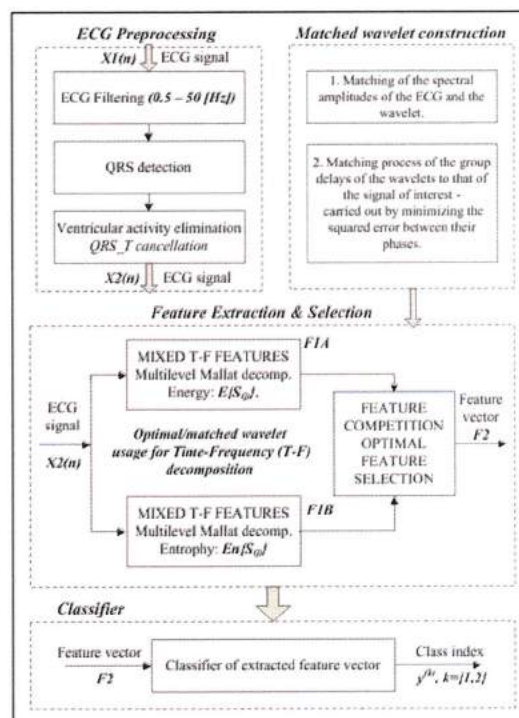 ECG Preprocessing
X1(n) ECG signal
ECG Filtering (0.5 – 50 [Hz])
QRS detection
Ventricular activity elimination
QRS_T cancellation
X2(n) ECG signal
Matched wavelet construction
1. Matching of the spectral
amplitudes of the ECG and the
wavelet.
2. Matching process of the group
delays of the wavelets to that of
the signal of interest -
carried out by minimizing the
squared error between their
phases.
Feature Extraction & Selection
F1A
MIXED T-F FEATURES
Multilevel Mallat decomp.
Energy: E{S(j)}.
ECG
signal
X2(n)
Optimal/matched wavelet
usage for Time-Frequency (T-F)
decomposition
FEATURE
COMPETITION
OPTIMAL
FEATURE
SELECTION
Feature
vector
F2
F1B
MIXED T-F FEATURES
Multilevel Mallat decomp.
Entrophy: En{S(j)}
Classifier
Feature vector
F2
Classifier of extracted feature vector
Class index
k={1,2}